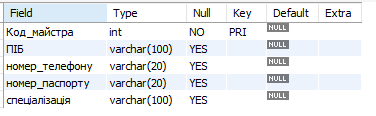 Field Type Null Key Default Extra
Код_майстра int NO PRI NULL
ПІБ varchar(100) YES NULL
номер_телефону varchar(20) YES NULL
номер_паспорту varchar(20) YES NULL
спеціалізація varchar(100) YES NULL